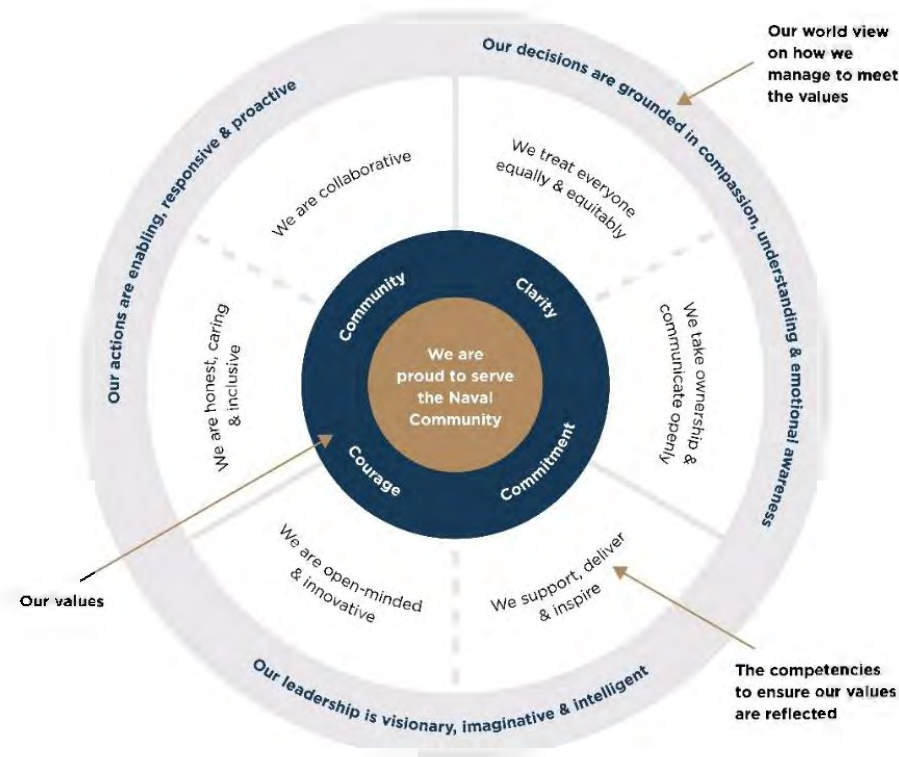 Our world view
on how we
manage to meet
the values
Our decisions are grounded in compassion, understanding & emotional awareness
Our actions are enabling, responsive & proactive
Our leadership is visionary, imaginative & intelligent
We are collaborative
We treat everyone
equally & equitably
We are honest, caring
& inclusive
We take ownership &
communicate openly
We are open-minded
& innovative
We support, deliver
& inspire
Community
Clarity
Courage
Commitment
We are
proud to serve
the Naval
Community
Our values
The competencies
to ensure our values
are reflected